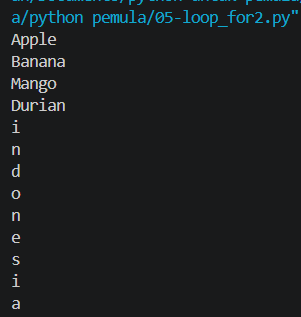 a/python pemula/05-loop_for2.py"
Apple
Banana
Mango
Durian
i
n
d
o
n
e
s
i
a